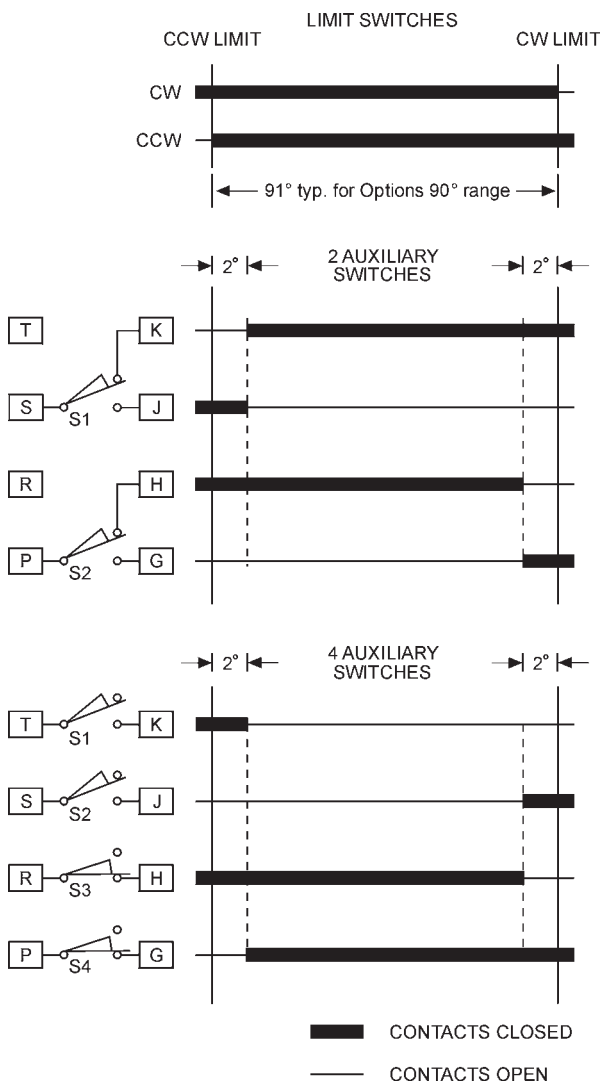 LIMIT SWITCHES
CCW LIMIT CW LIMIT
CW
CCW
91° typ. for Options 90° range
2 AUXILIARY
SWITCHES
2° 2°
T K
S S1 J
R H
P S2 G
4 AUXILIARY
SWITCHES
2° 2°
T S1 K
S S2 J
R S3 H
P S4 G
CONTACTS CLOSED
CONTACTS OPEN